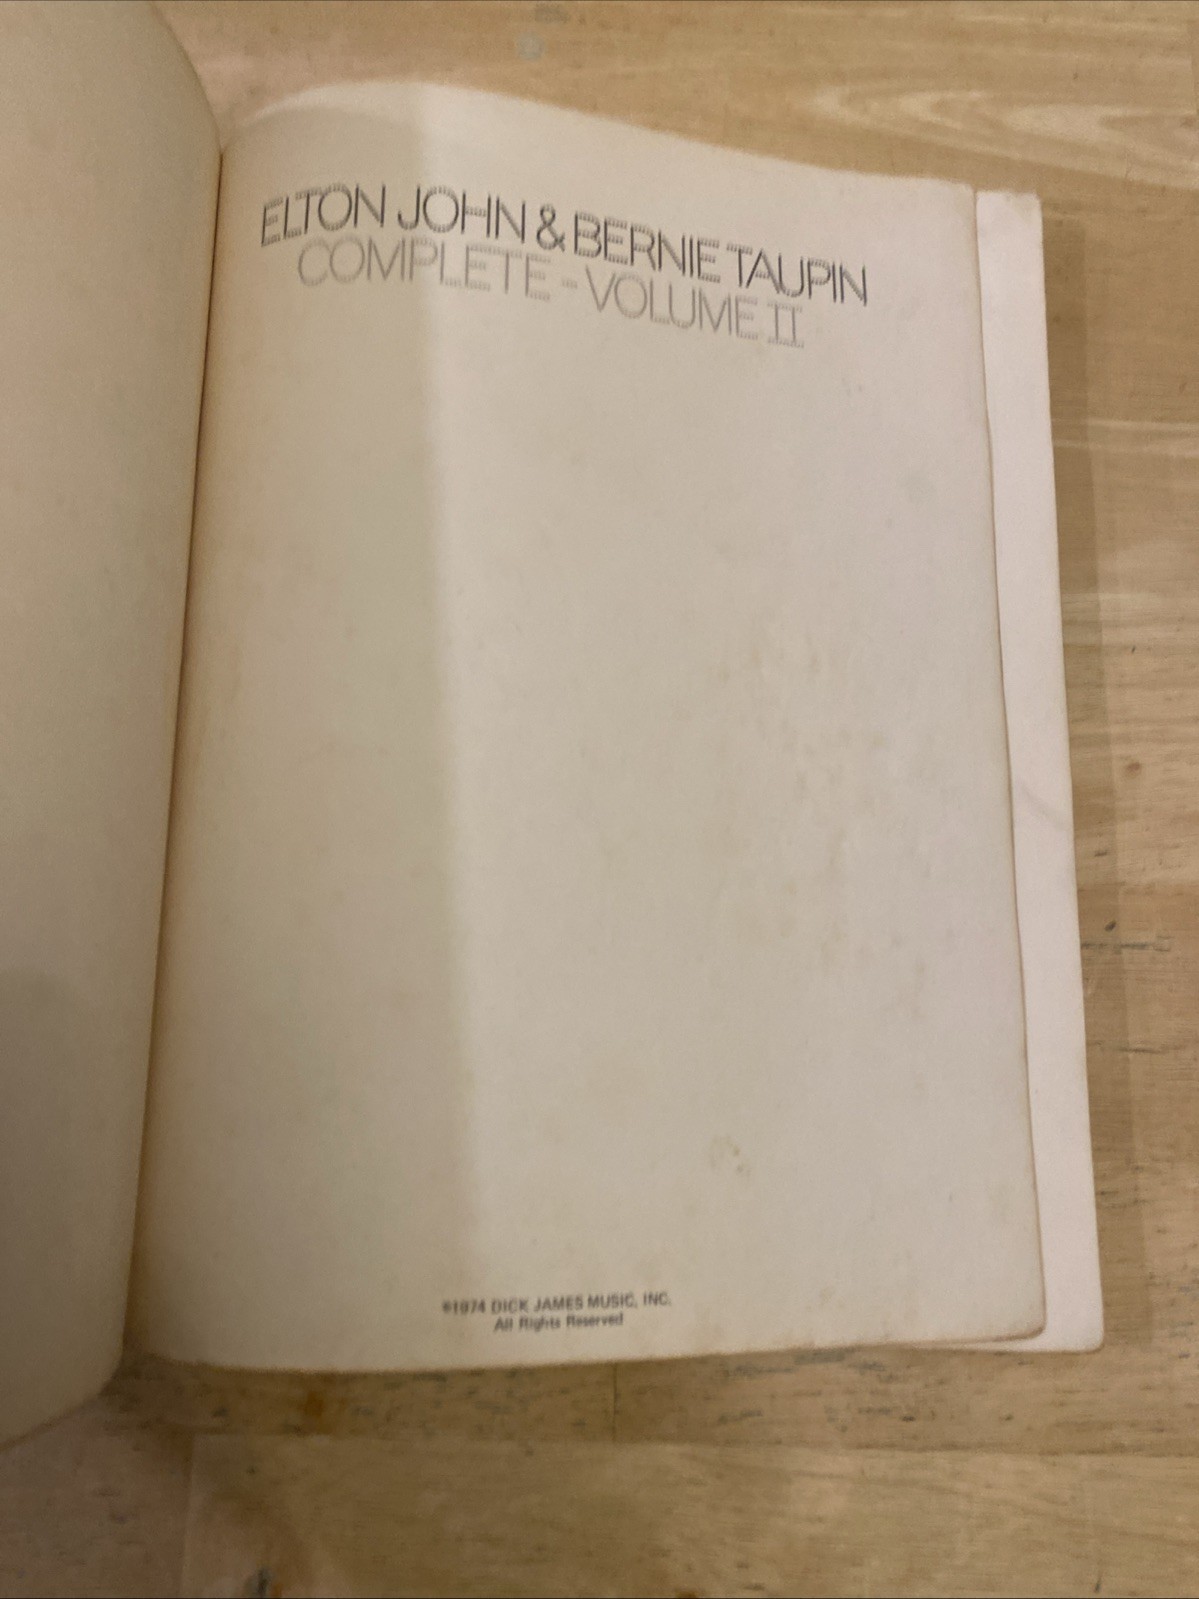 ELTON JOHN & BERNIE TAUPIN
COMPLETE - VOLUME II
©1974 DICK JAMES MUSIC, INC.
All Rights Reserved